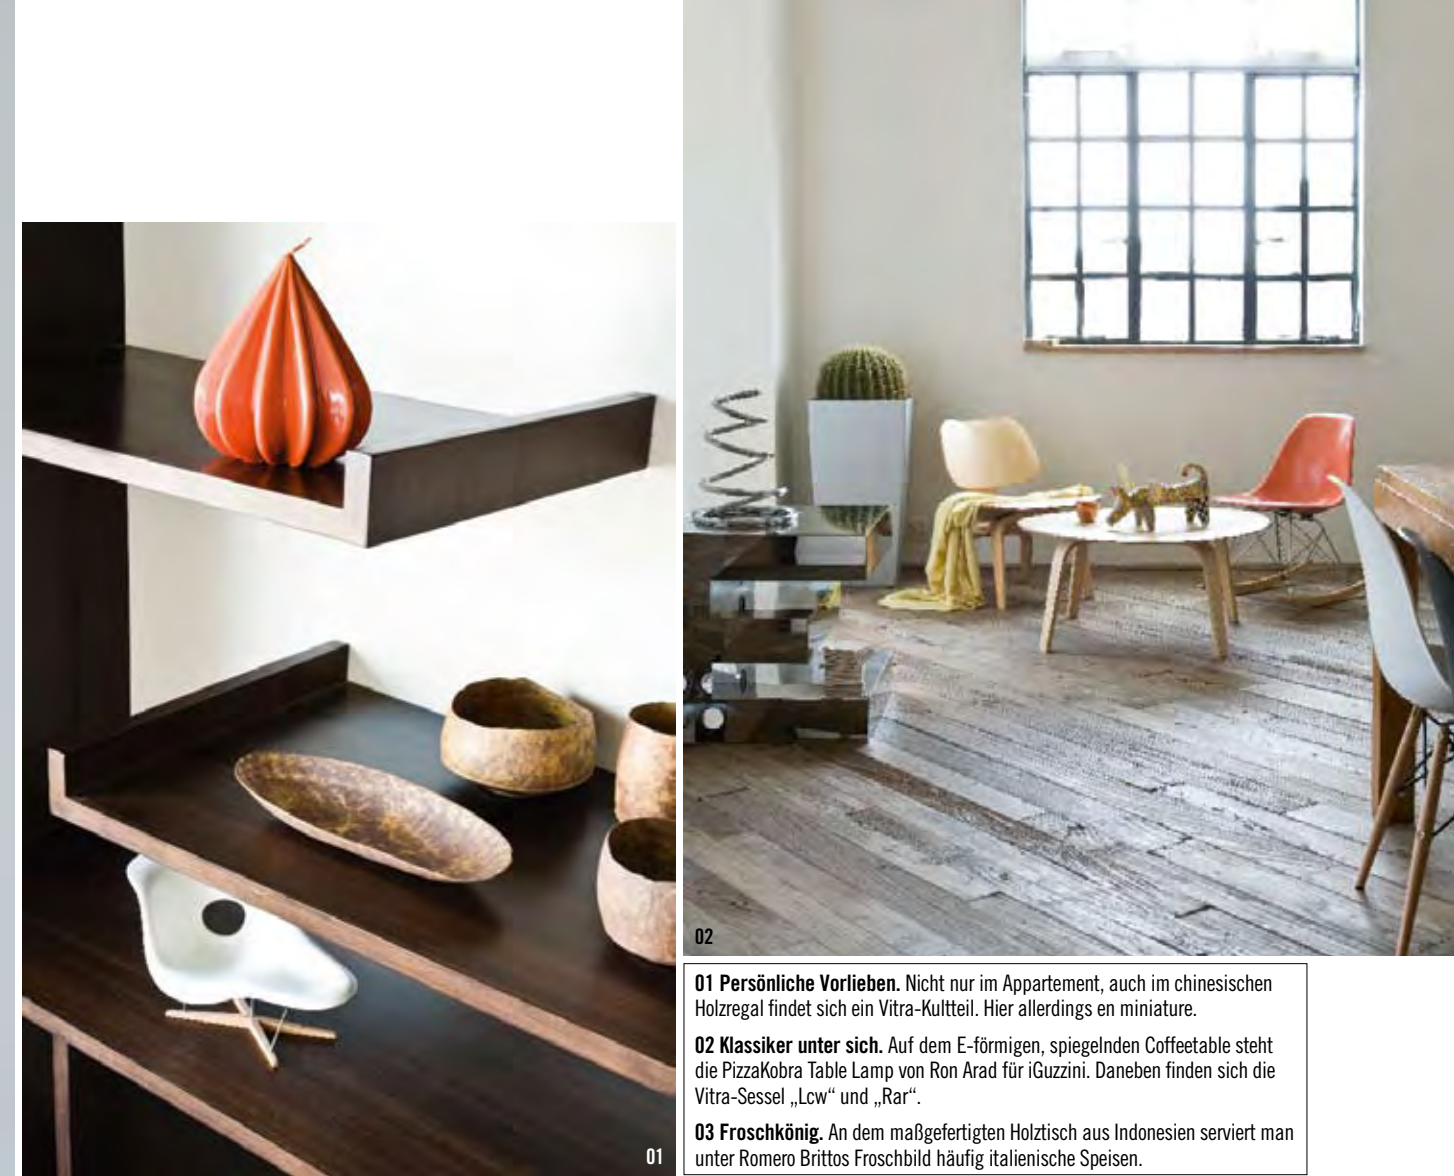 01
02
01 Persönliche Vorlieben. Nicht nur im Appartement, auch im chinesischen
Holzregal findet sich ein Vitra-Kultteil. Hier allerdings en miniature.
02 Klassiker unter sich. Auf dem E-förmigen, spiegelnden Coffeetable steht
die PizzaKobra Table Lamp von Ron Arad für iGuzzini. Daneben finden sich die
Vitra-Sessel „Lcw“ und „Rar“.
03 Froschkönig. An dem maßgefertigten Holztisch aus Indonesien serviert man
unter Romero Brittos Froschbild häufig italienische Speisen.